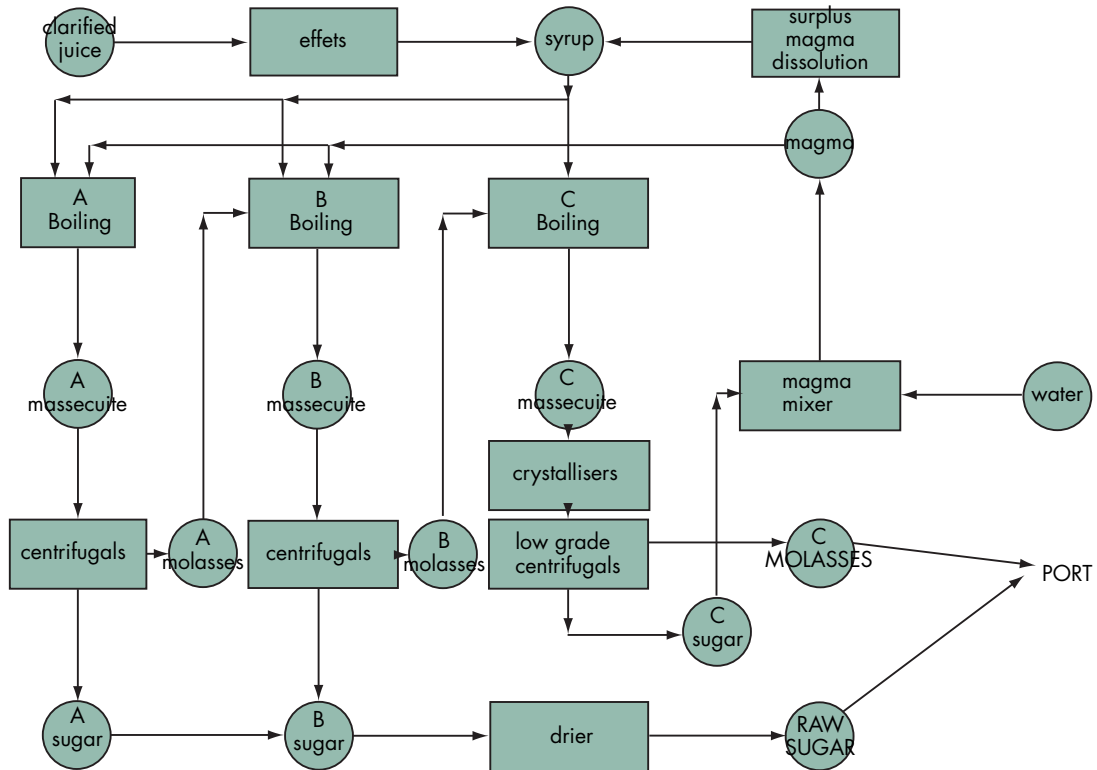 clarified
juice
effets
syrup
surplus
magma
dissolution
magma
A
Boiling
B
Boiling
C
Boiling
A
massecuite
B
massecuite
C
massecuite
magma
mixer
water
crystallisers
centrifugals
A
molasses
centrifugals
B
molasses
low grade
centrifugals
C
MOLASSES
PORT
C
sugar
A
sugar
B
sugar
drier
RAW
SUGAR